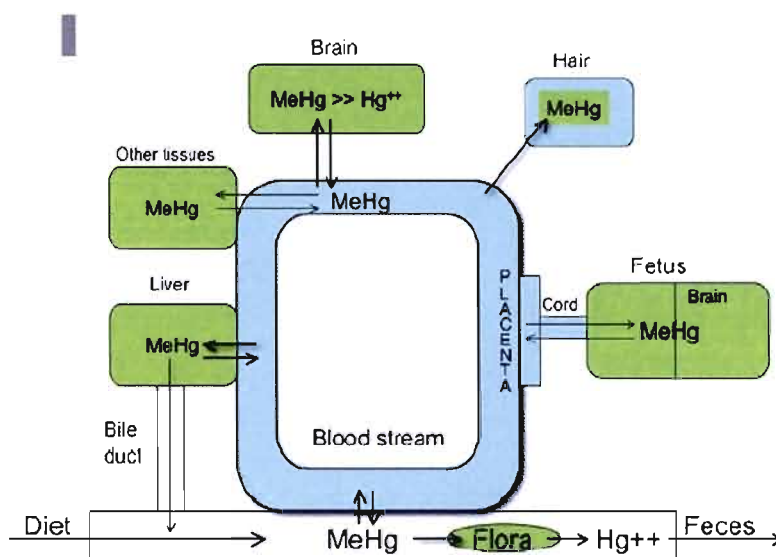 Brain
MeHg >> Hg⁺⁺
Hair
MeHg
Other tissues
MeHg
MeHg
Liver
MeHg
PLACENTA
Cord
Fetus
Brain
MeHg
Bile
duct
Blood stream
Diet
MeHg
Flora
Hg++
Feces